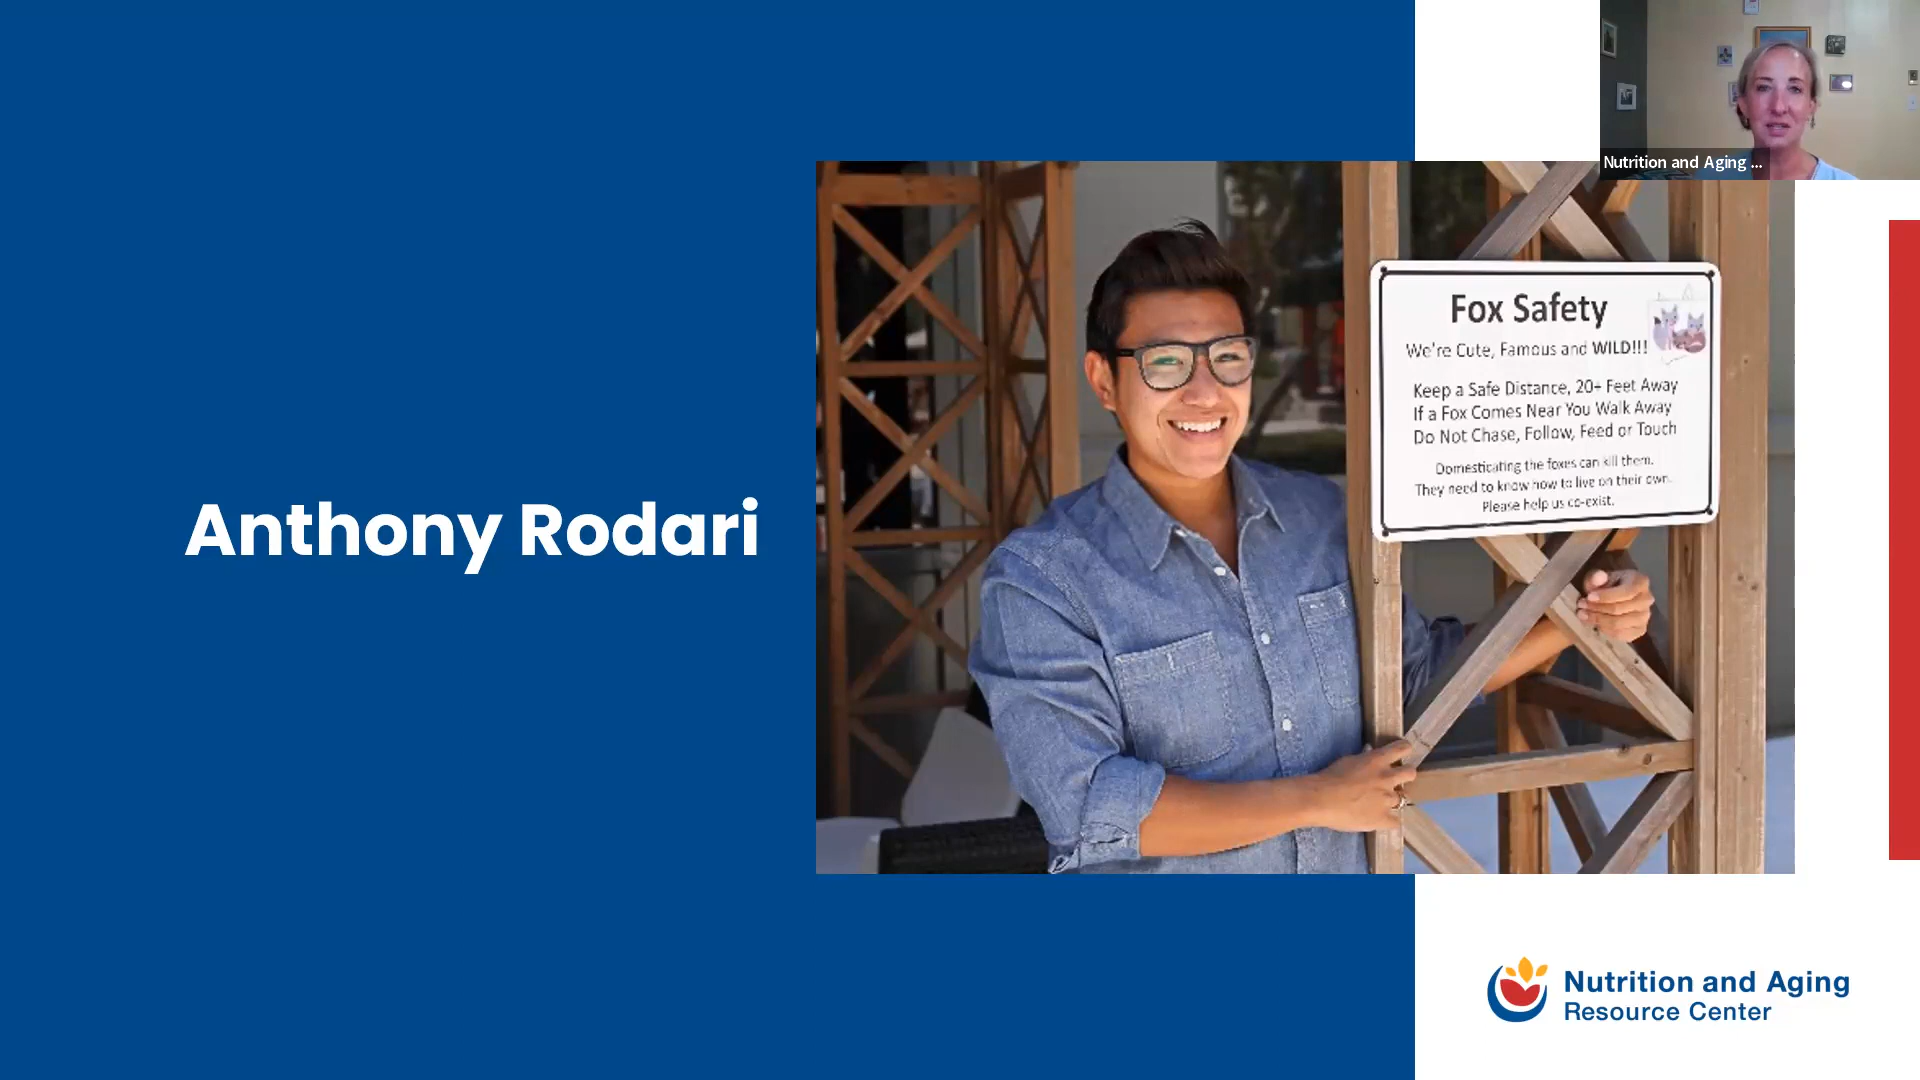 Nutrition and Aging ...
Anthony Rodari
Fox Safety
We're Cute, Famous and WILD!!!
Keep a Safe Distance, 20+ Feet Away
If a Fox Comes Near You Walk Away
Do Not Chase, Follow, Feed or Touch
Domesticating the foxes can kill them.
They need to know how to live on their own.
Please help us co-exist.
Nutrition and Aging
Resource Center